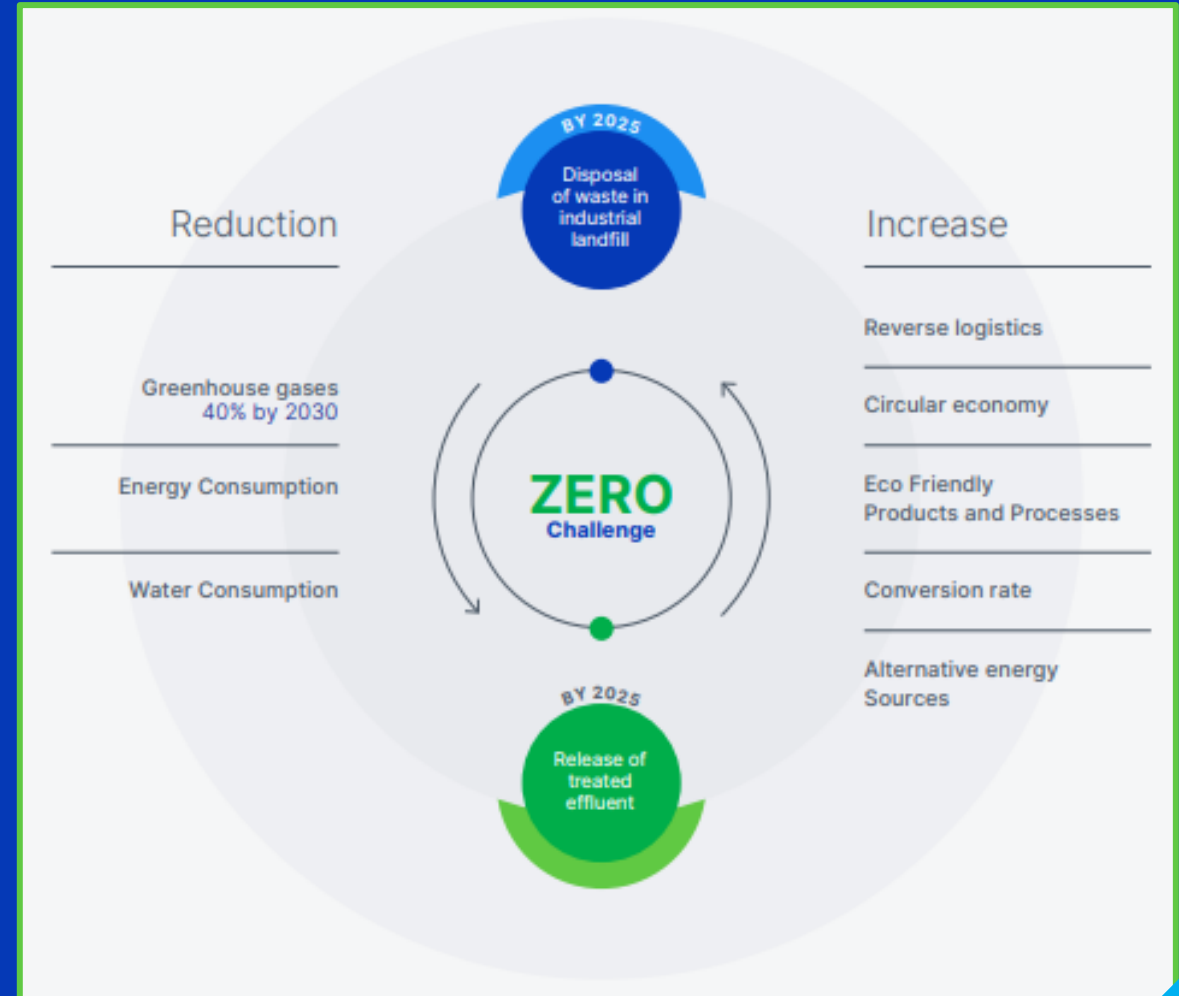 BY 2025
Disposal
of waste in
industrial
landfill
Reduction
Greenhouse gases
40% by 2030
Energy Consumption
Water Consumption
ZERO
Challenge
BY 2025
Release of
treated
effluent
Increase
Reverse logistics
Circular economy
Eco Friendly
Products and Processes
Conversion rate
Alternative energy
Sources